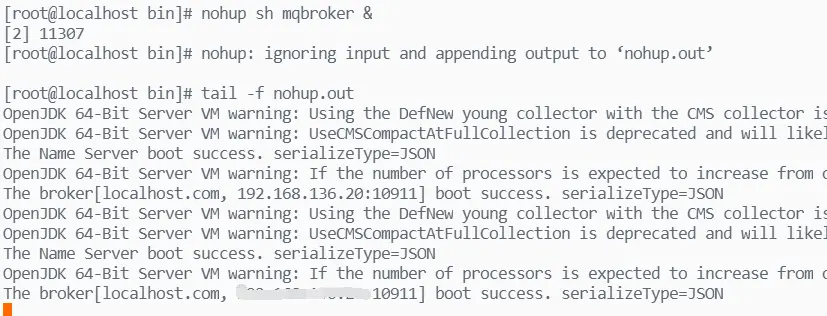 [root@localhost bin]# nohup sh mqbroker &
[2] 11307
[root@localhost bin]# nohup: ignoring input and appending output to ‘nohup.out’
[root@localhost bin]# tail -f nohup.out
OpenJDK 64-Bit Server VM warning: Using the DefNew young collector with the CMS collector is
OpenJDK 64-Bit Server VM warning: UseCMSCompactAtFullCollection is deprecated and will likel
The Name Server boot success. serializeType=JSON
OpenJDK 64-Bit Server VM warning: If the number of processors is expected to increase from o
The broker[localhost.com, 192.168.136.20:10911] boot success. serializeType=JSON
OpenJDK 64-Bit Server VM warning: Using the DefNew young collector with the CMS collector is
OpenJDK 64-Bit Server VM warning: UseCMSCompactAtFullCollection is deprecated and will likel
The Name Server boot success. serializeType=JSON
OpenJDK 64-Bit Server VM warning: If the number of processors is expected to increase from o
The broker[localhost.com, 10911] boot success. serializeType=JSON